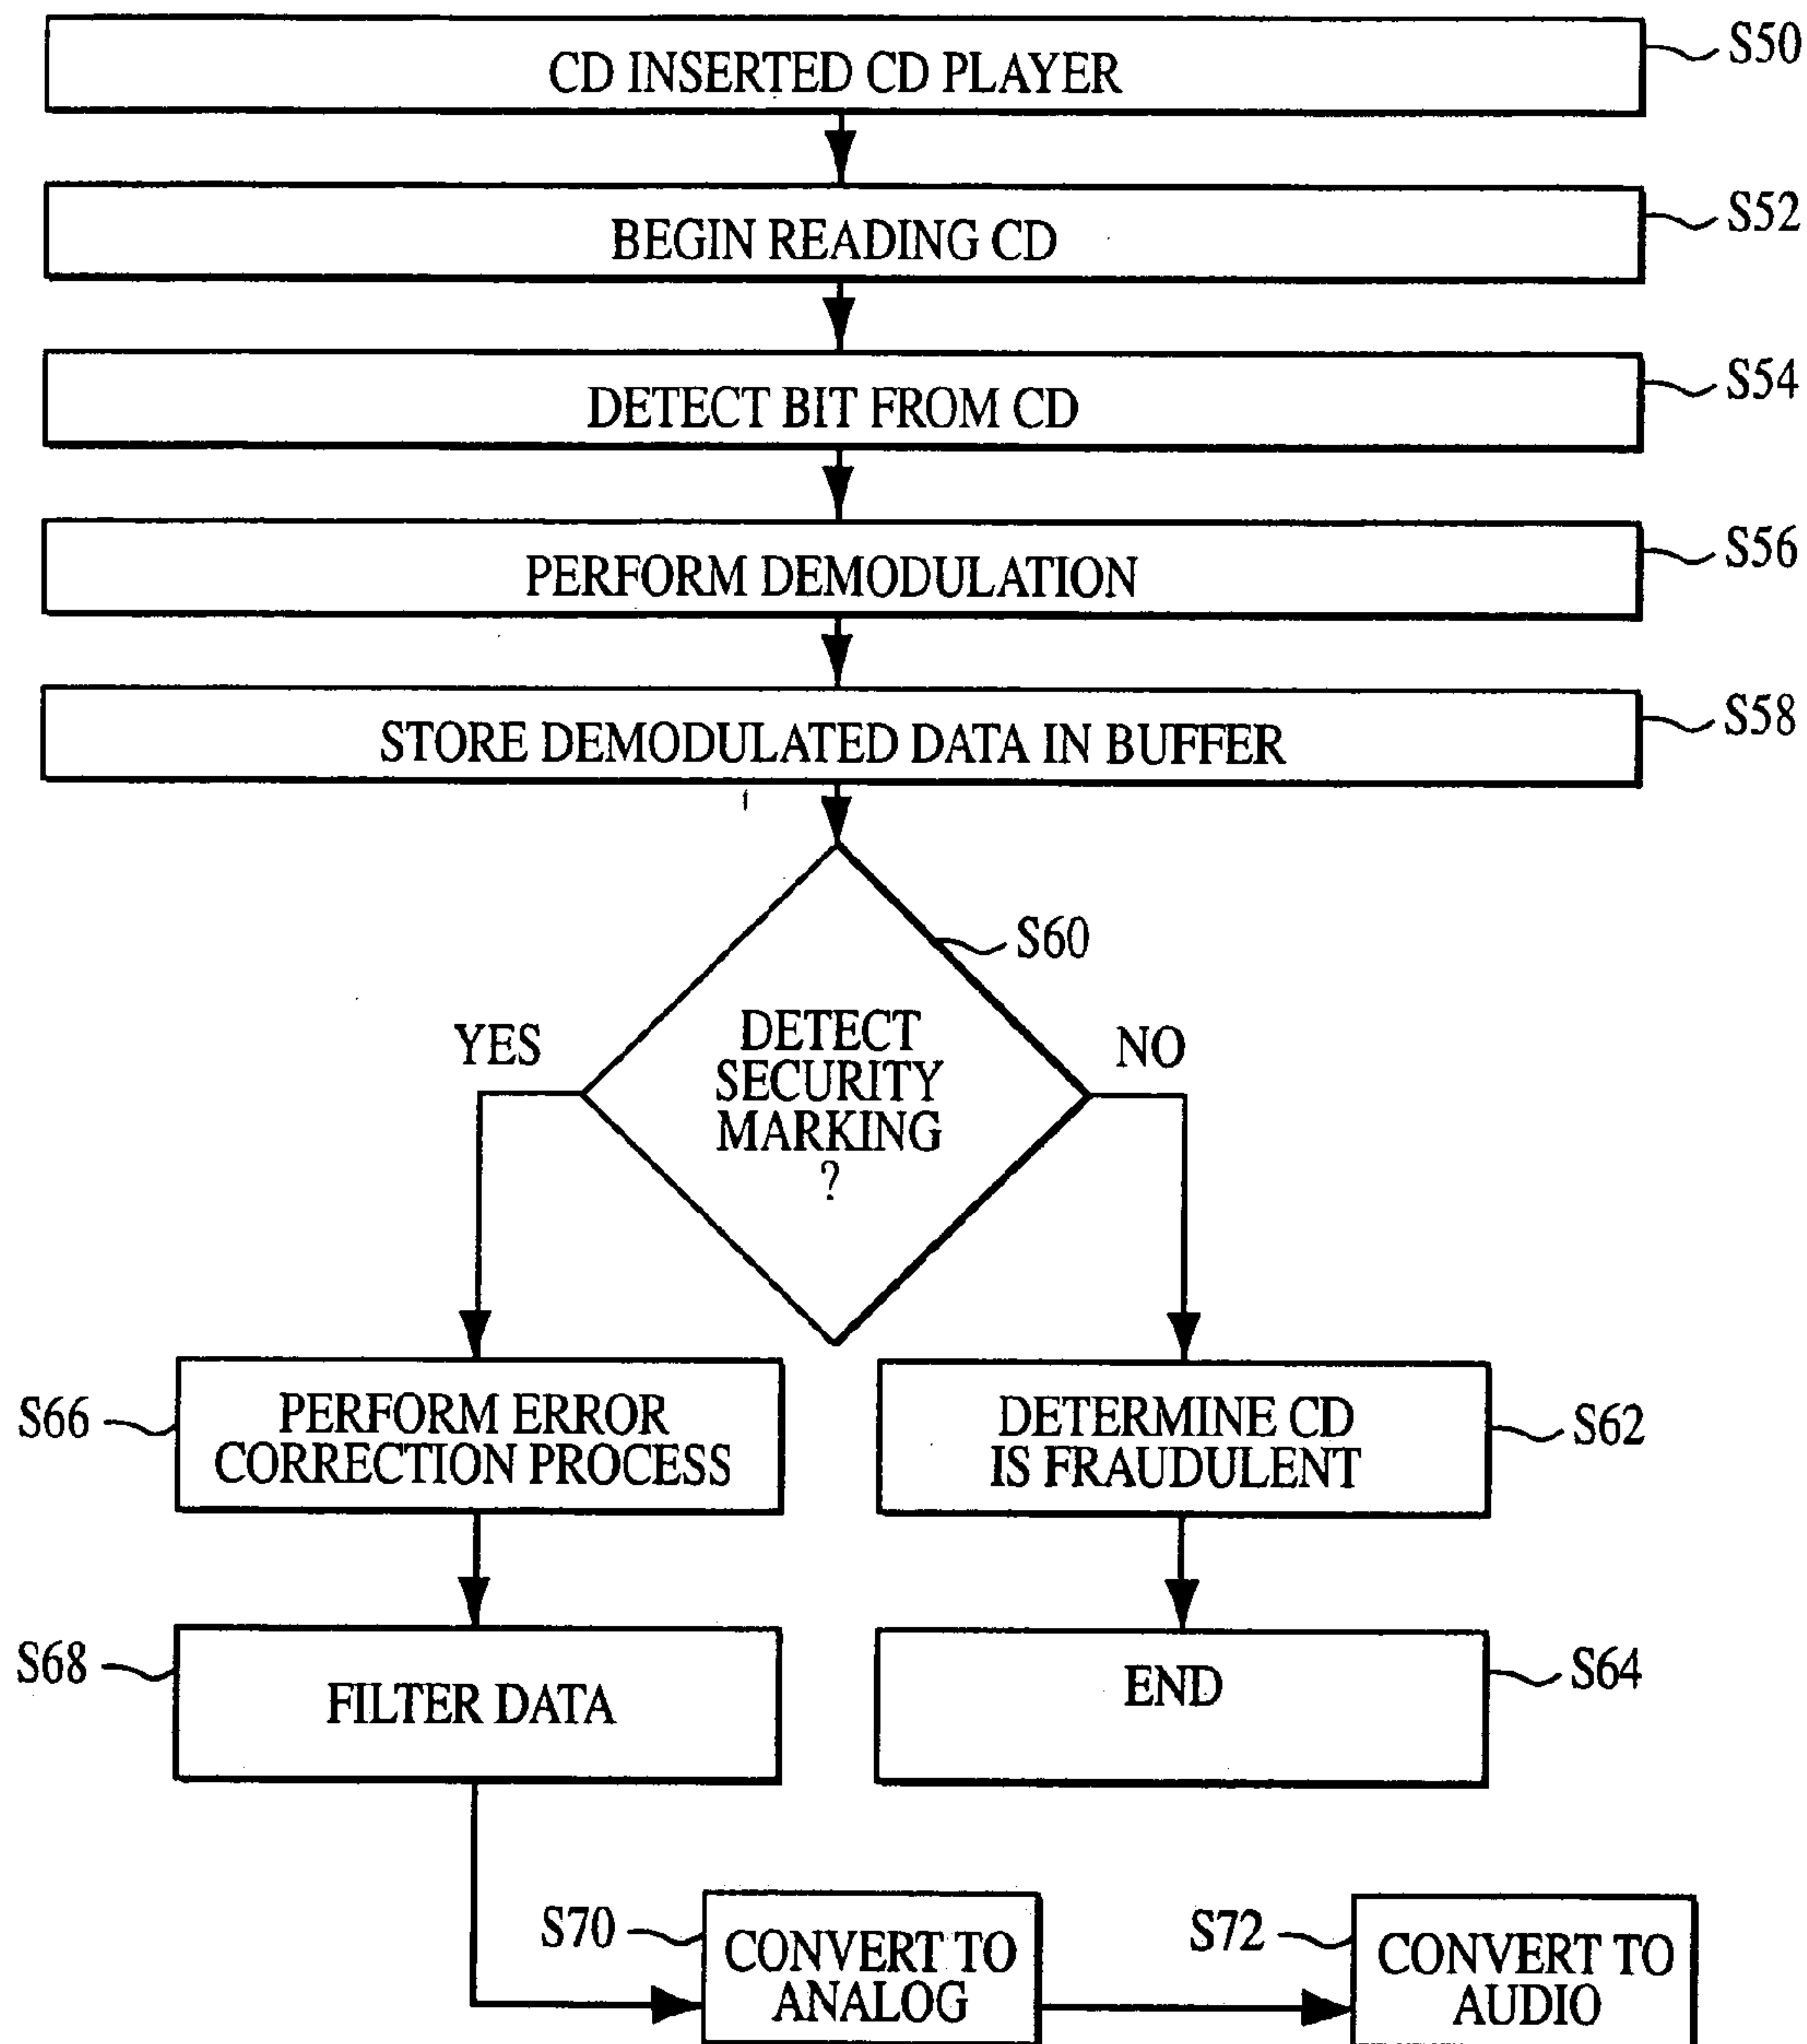 CD INSERTED CD PLAYER
S50
BEGIN READING CD
S52
DETECT BIT FROM CD
S54
PERFORM DEMODULATION
S56
STORE DEMODULATED DATA IN BUFFER
S58
S60
YES
DETECT
SECURITY
MARKING
?
NO
S66
PERFORM ERROR
CORRECTION PROCESS
DETERMINE CD
IS FRAUDULENT
S62
S68
FILTER DATA
END
S64
S70
CONVERT TO
ANALOG
S72
CONVERT TO
AUDIO